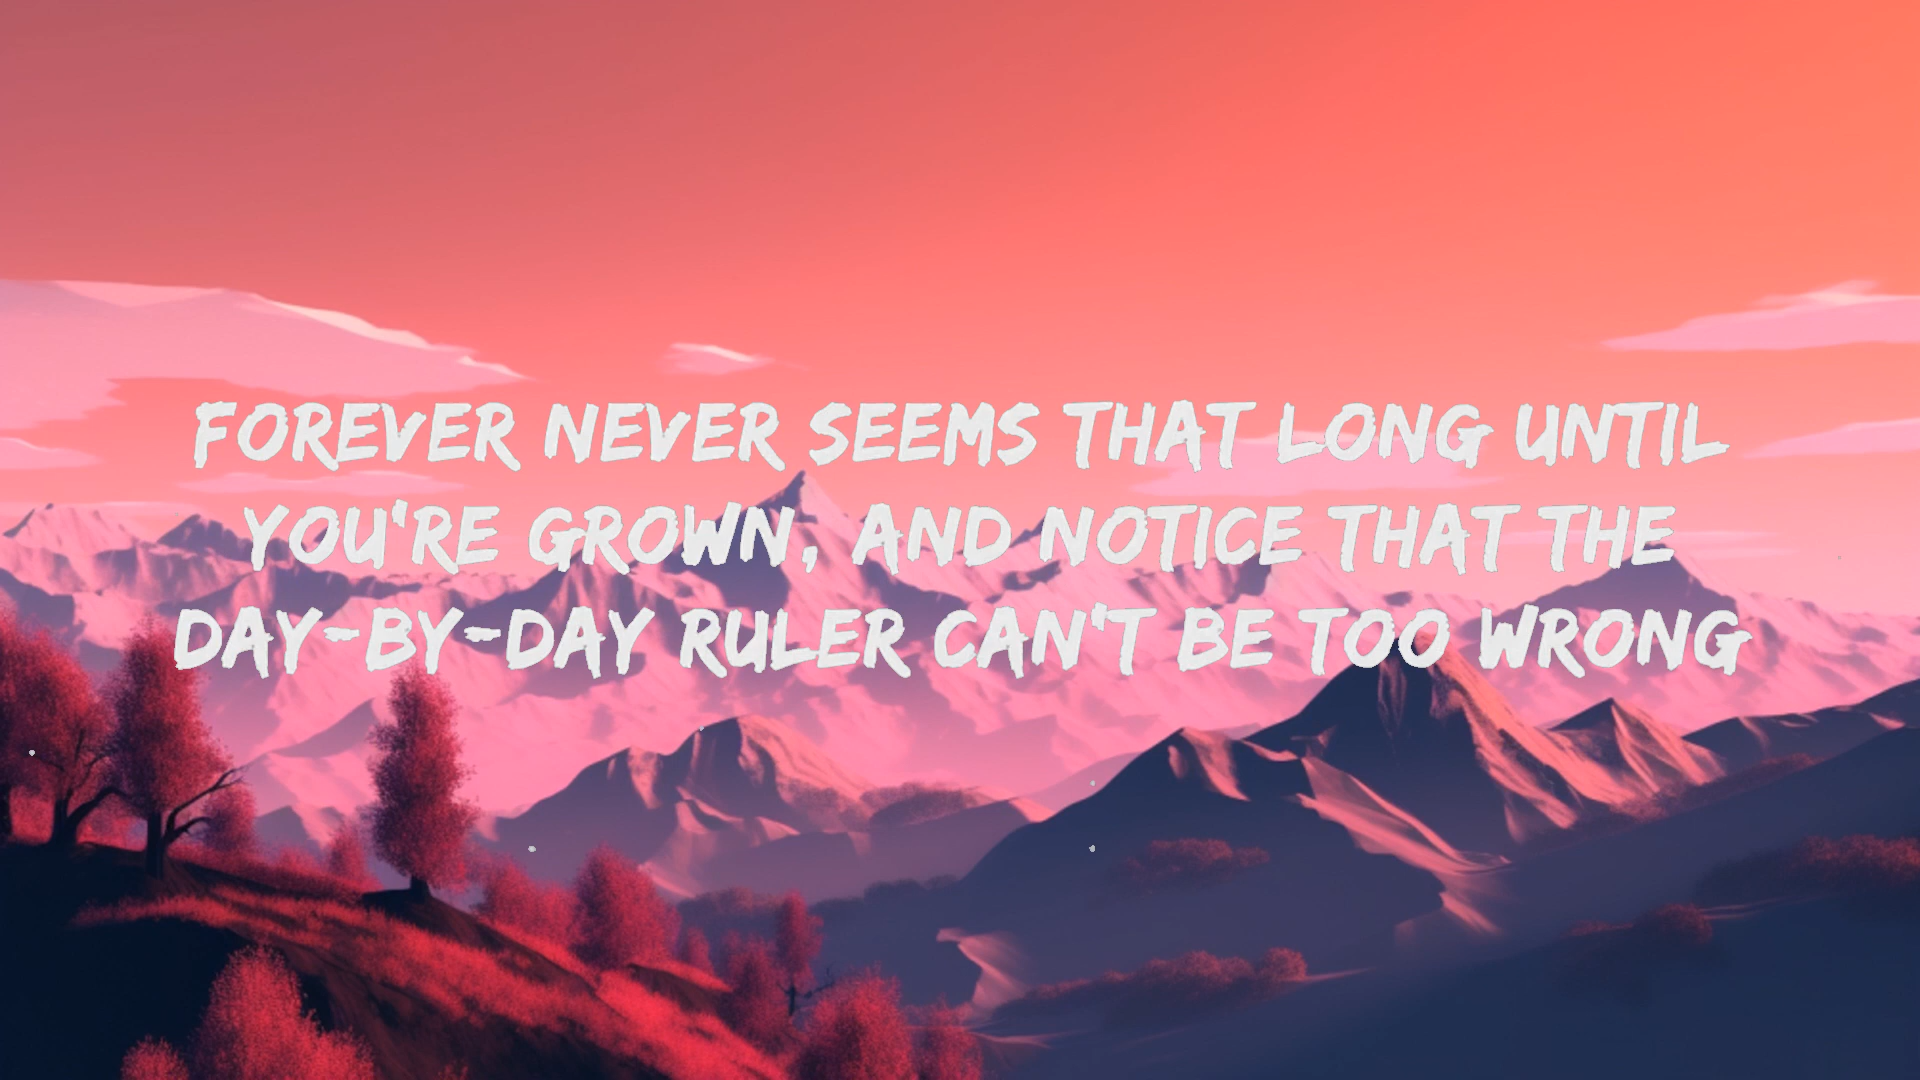 FOREVER NEVER SEEMS THAT LONG UNTIL
YOU'RE GROWN, AND NOTICE THAT THE
DAY-BY-DAY RULER CAN'T BE TOO WRONG